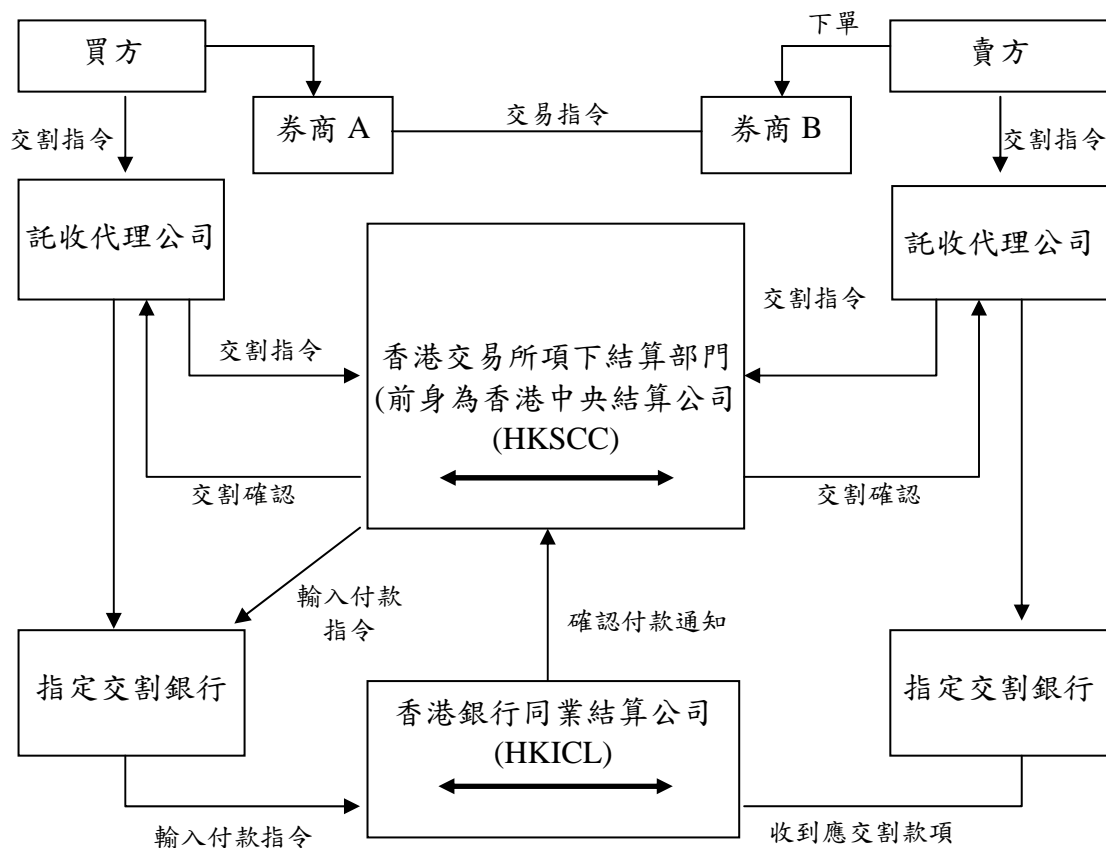 下單
買方
賣方
券商 A
交易指令
券商 B
交割指令
交割指令
託收代理公司
託收代理公司
交割指令
交割指令
香港交易所項下結算部門
(前身為香港中央結算公司
(HKSCC)
交割確認
交割確認
輸入付款
指令
確認付款通知
指定交割銀行
指定交割銀行
香港銀行同業結算公司
(HKICL)
輸入付款指令
收到應交割款項